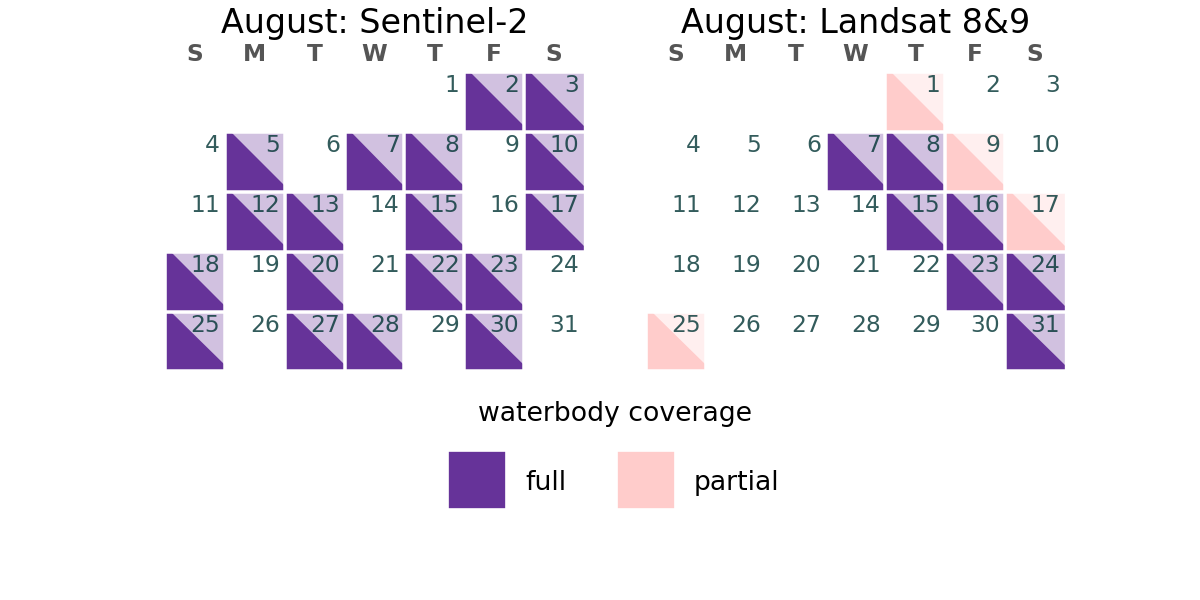 August: Sentinel-2
S M T W T F S
1 2 3
4 5 6 7 8 9 10
11 12 13 14 15 16 17
18 19 20 21 22 23 24
25 26 27 28 29 30 31
August: Landsat 8&9
S M T W T F S
1 2 3
4 5 6 7 8 9 10
11 12 13 14 15 16 17
18 19 20 21 22 23 24
25 26 27 28 29 30 31
waterbody coverage
full
partial